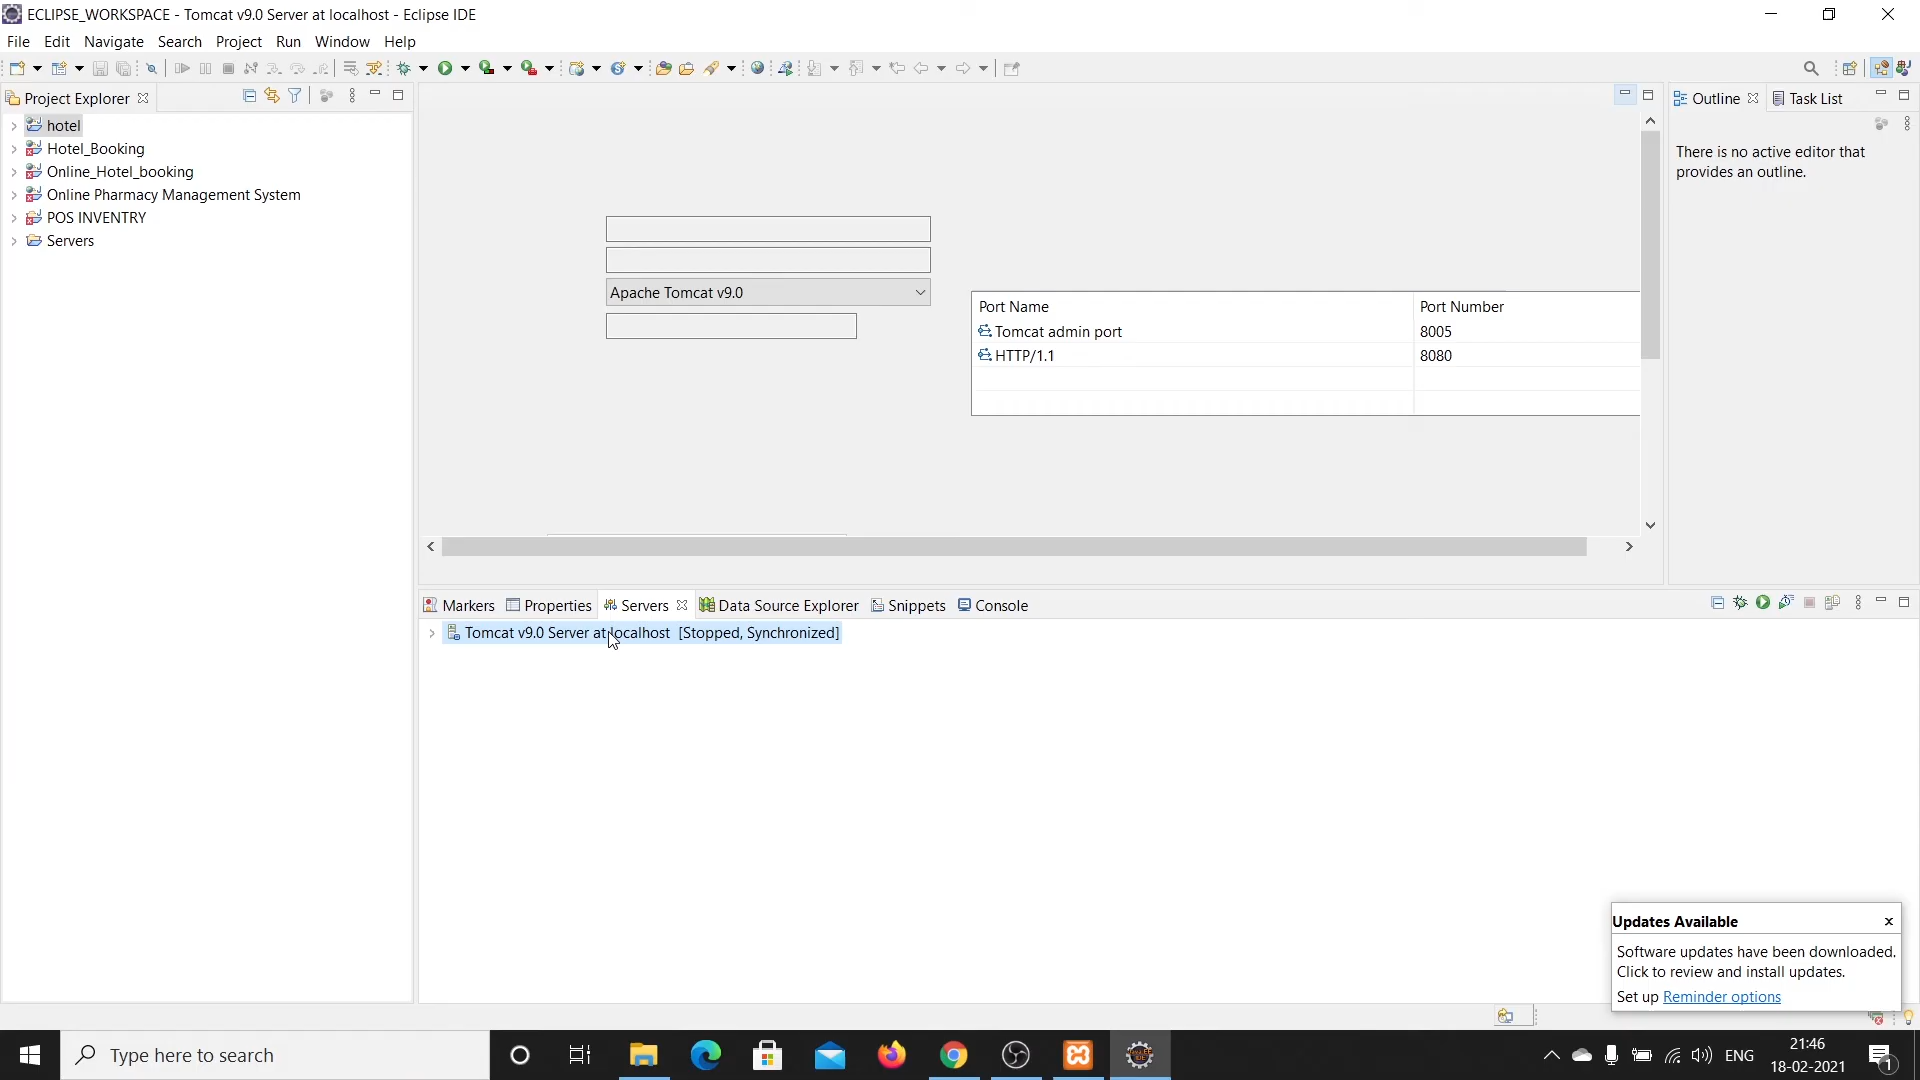 ECLIPSE_WORKSPACE - Tomcat v9.0 Server at localhost - Eclipse IDE
File Edit Navigate Search Project Run Window Help
Project Explorer
hotel
Hotel_Booking
Online_Hotel_booking
Online Pharmacy Management System
POS INVENTRY
Servers
Apache Tomcat v9.0
Port Name Port Number
Tomcat admin port 8005
HTTP/1.1 8080
Outline Task List
There is no active editor that
provides an outline.
Markers Properties Servers Data Source Explorer Snippets Console
Tomcat v9.0 Server at localhost [Stopped, Synchronized]
Updates Available
Software updates have been downloaded.
Click to review and install updates.
Set up Reminder options
Type here to search
ENG
21:46
18-02-2021
1